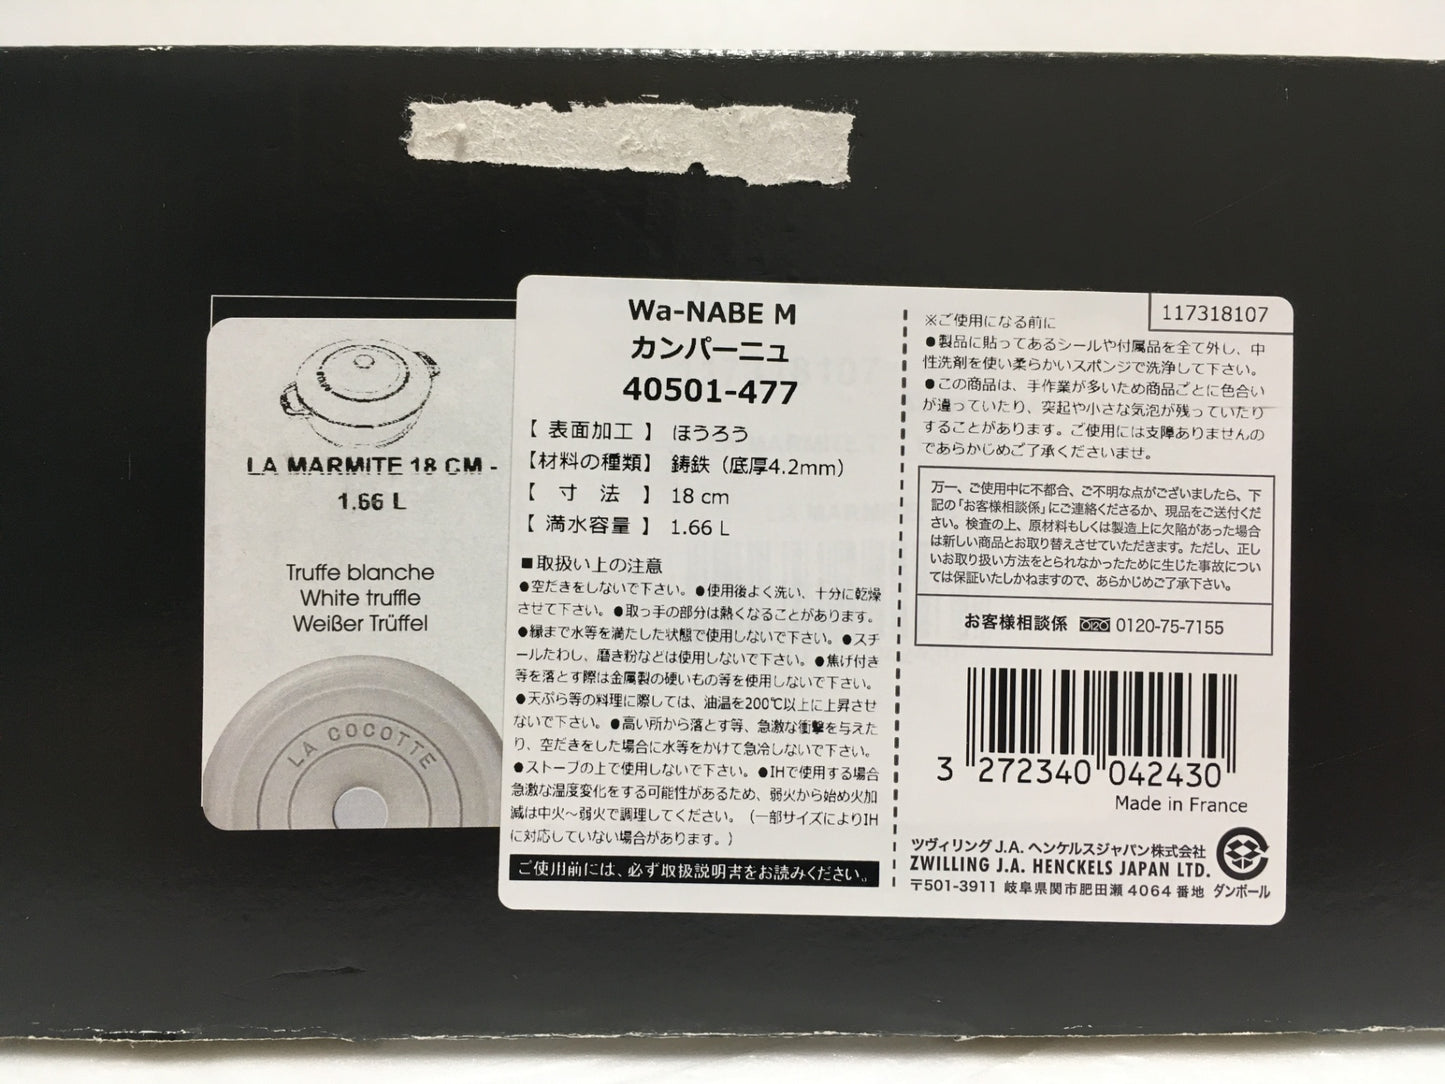 LA MARMITE 18 CM -
1.66 L
Truffe blanche
White truffle
Weißer Trüffel
LA COCOTTE
Wa-NABE M
カンパーニュ
40501-477
【 表面加工 】 ほうろう
【材料の種類】 鋳鉄（底厚4.2mm）
【 寸 法 】 18 cm
【 満水容量 】 1.66 L
■取扱い上の注意
●空だきをしないで下さい。●使用後よく洗い、十分に乾燥
させて下さい。●取っ手の部分は熱くなることがあります。
●縁まで水等を満たした状態で使用しないで下さい。●スチ
ールたわし、磨き粉などは使用しないで下さい。●焦げ付き
等を落とす際は金属製の硬いもの等を使用しないで下さい。
●天ぷら等の料理に際しては、油温を200℃以上に上昇させ
ないで下さい。●高い所から落とす等、急激な衝撃を与えた
り、空だきをした場合に水等をかけて急冷しないで下さい。
●ストーブの上で使用しないで下さい。●IHで使用する場合
急激な温度変化をする可能性があるため、弱火から始め火加
減は中火～弱火で調理してください。（一部サイズによりIH
に対応していない場合があります。）
ご使用前には、必ず取扱説明書をお読みください。
117318107
※ご使用になる前に
●製品に貼ってあるシールや付属品を全て外し、中
性洗剤を使い柔らかいスポンジで洗浄して下さい。
●この商品は、手作業が多いため商品ごとに色合い
が違っていたり、突起や小さな気泡が残っていたり
することがあります。ご使用には支障ありませんの
であらかじめご了承くださいませ。
万一、ご使用中に不都合、ご不明な点がございましたら、下
記の「お客様相談係」にご連絡くださるか、現品をご送付くだ
さい。検査の上、原材料もしくは製造上に欠陥があった場合
は新しい商品とお取り替えさせていただきます。ただし、正し
いお取り扱い方法をとられなかったために生じた事故につい
ては保証いたしかねますので、あらかじめご了承下さい。
お客様相談係 0120-75-7155
3 272340 042430
Made in France
ツヴィリング J.A. ヘンケルスジャパン株式会社
ZWILLING J.A. HENCKELS JAPAN LTD.
〒501-3911 岐阜県関市肥田瀬 4064 番地 ダンボール